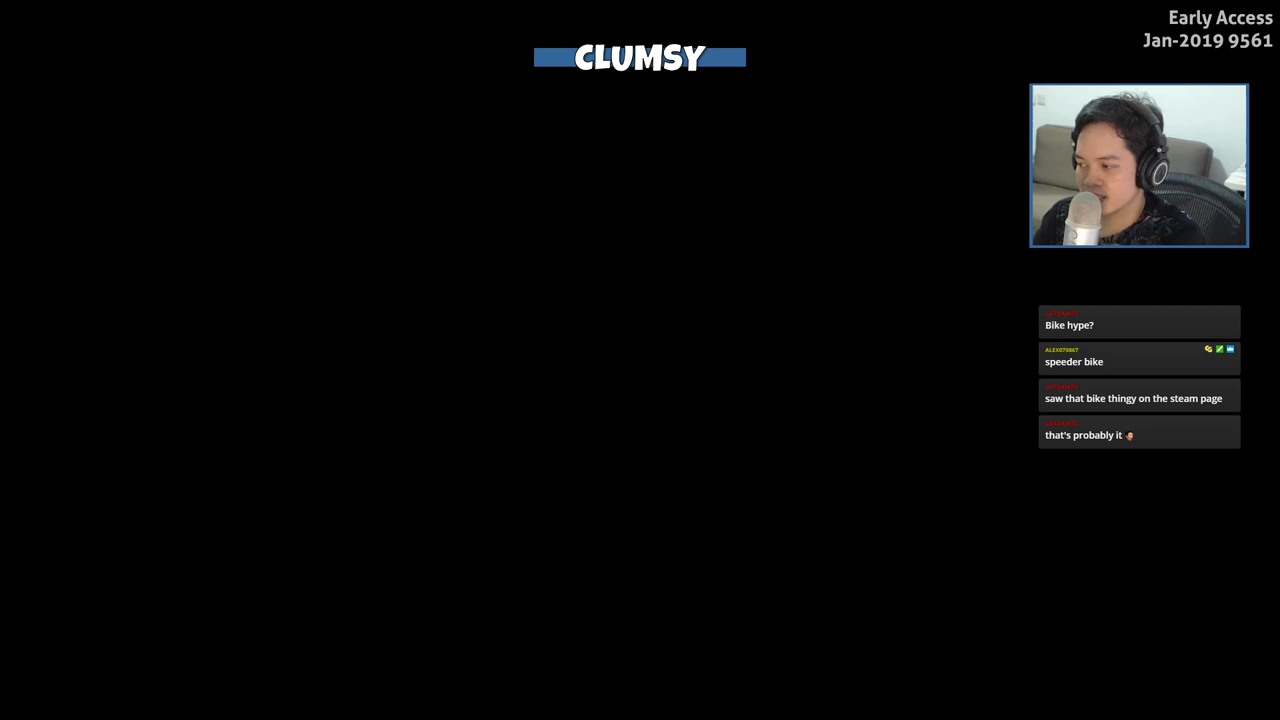 Early Access
Jan-2019 9561
CLUMSY
Bike hype?
ALEX070867
speeder bike
saw that bike thingy on the steam page
that's probably it